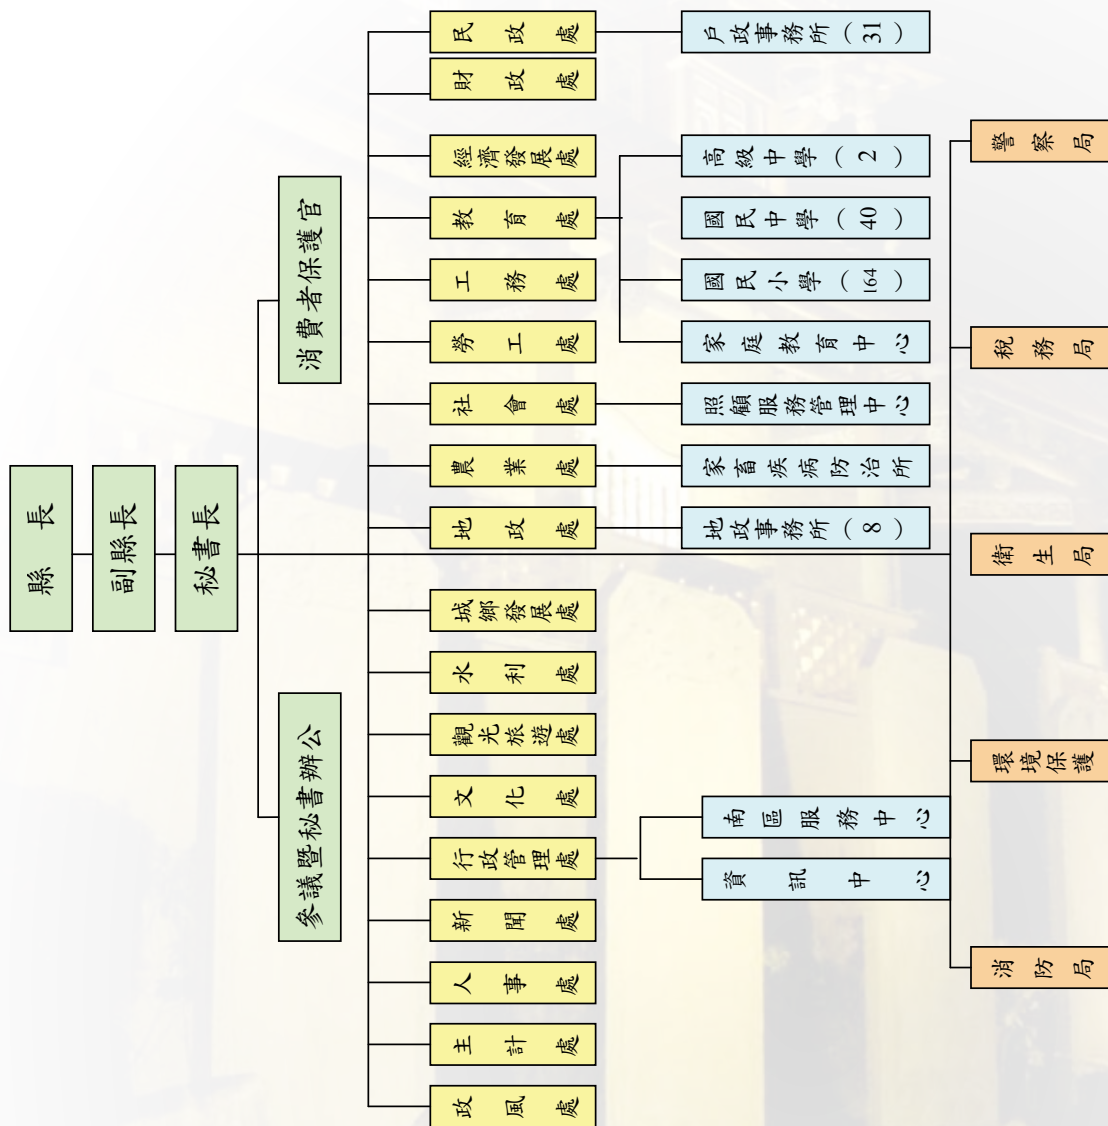 縣長
副縣長
秘書長
參議暨秘書辦公
消費者保護官
政風處
主計處
人事處
新聞處
行政管理處
文化處
觀光旅遊處
水利處
城鄉發展處
地政處
農業處
社會處
勞工處
工務處
教育處
經濟發展處
財政處
民政處
資訊中心
南區服務中心
地政事務所(8)
家畜疾病防治所
照顧服務管理中心
家庭教育中心
國民小學(164)
國民中學(40)
高級中學(2)
戶政事務所(31)
消防局
環境保護
衛生局
稅務局
警察局